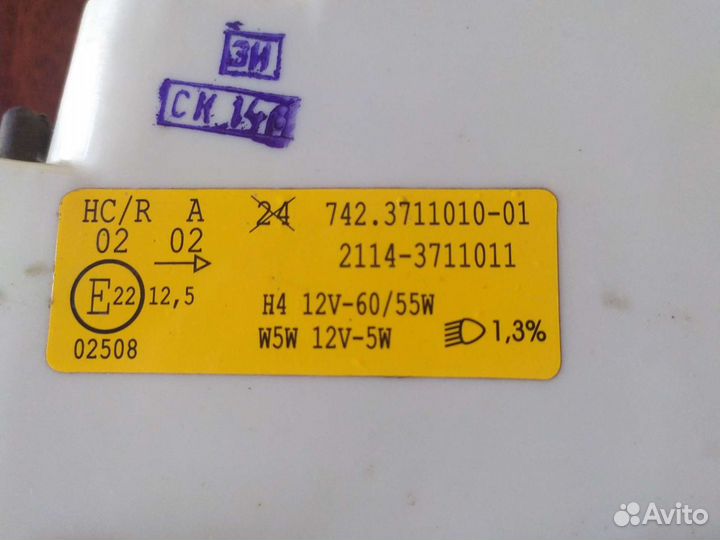 ЗИ
СК 14
HC/R A 24 742.3711010-01
02 02 2114-3711011
E22 12,5 H4 12V-60/55W
02508 W5W 12V-5W 1,3%
Avito